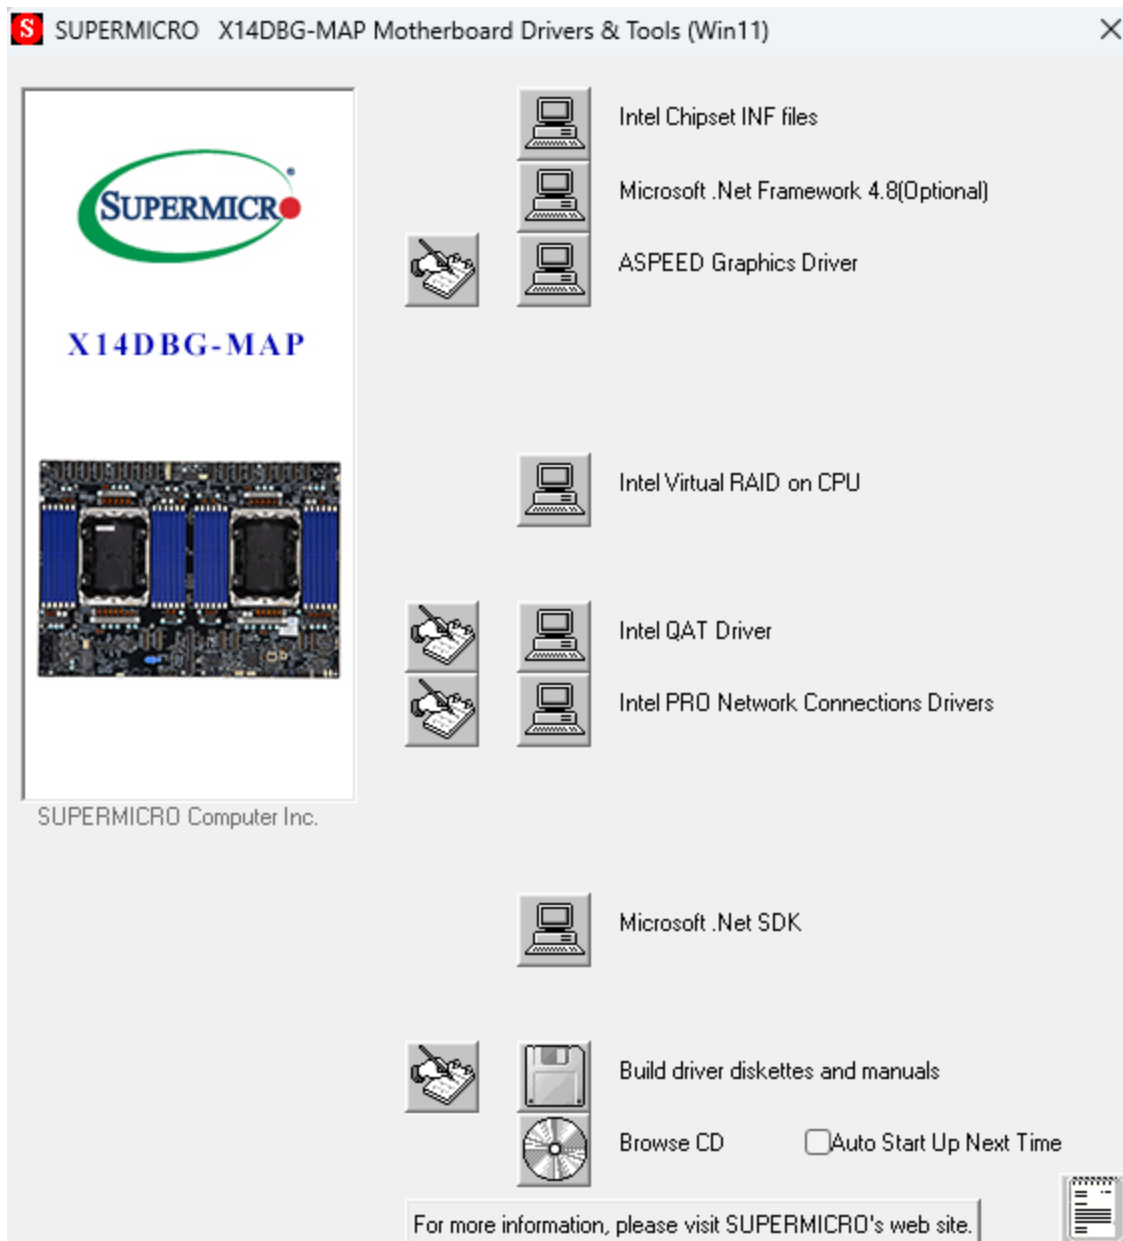 S SUPERMICRO X14DBG-MAP Motherboard Drivers & Tools (Win11)
SUPERMICRO
X14DBG-MAP
SUPERMICRO Computer Inc.
Intel Chipset INF files
Microsoft .Net Framework 4.8(Optional)
ASPEED Graphics Driver
Intel Virtual RAID on CPU
Intel QAT Driver
Intel PRO Network Connections Drivers
Microsoft .Net SDK
Build driver diskettes and manuals
Browse CD Auto Start Up Next Time
For more information, please visit SUPERMICRO's web site.